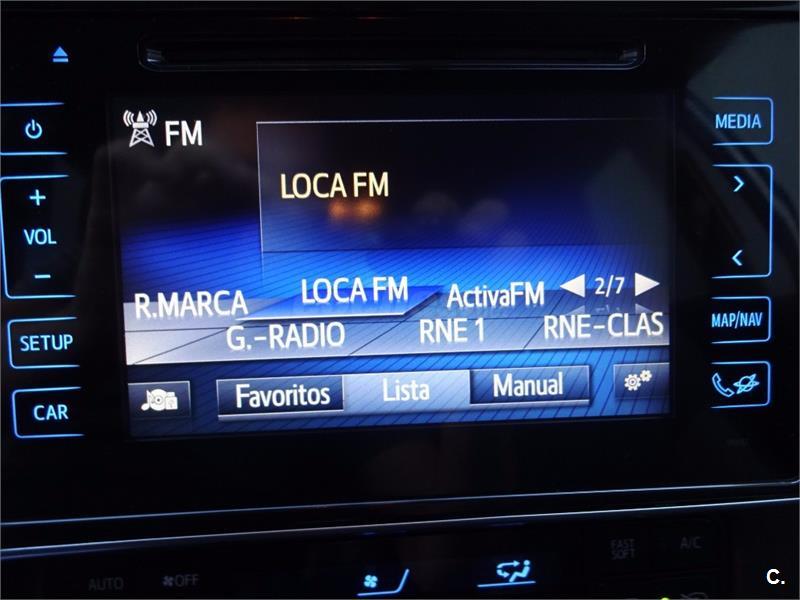 FM
MEDIA
LOCA FM
+
VOL
−
R.MARCA LOCA FM ActivaFM 2/7
G.-RADIO RNE 1 RNE-CLAS
SETUP
MAP/NAV
Favoritos Lista Manual
CAR
FAST
SOFT
A/C
AUTO OFF
C.